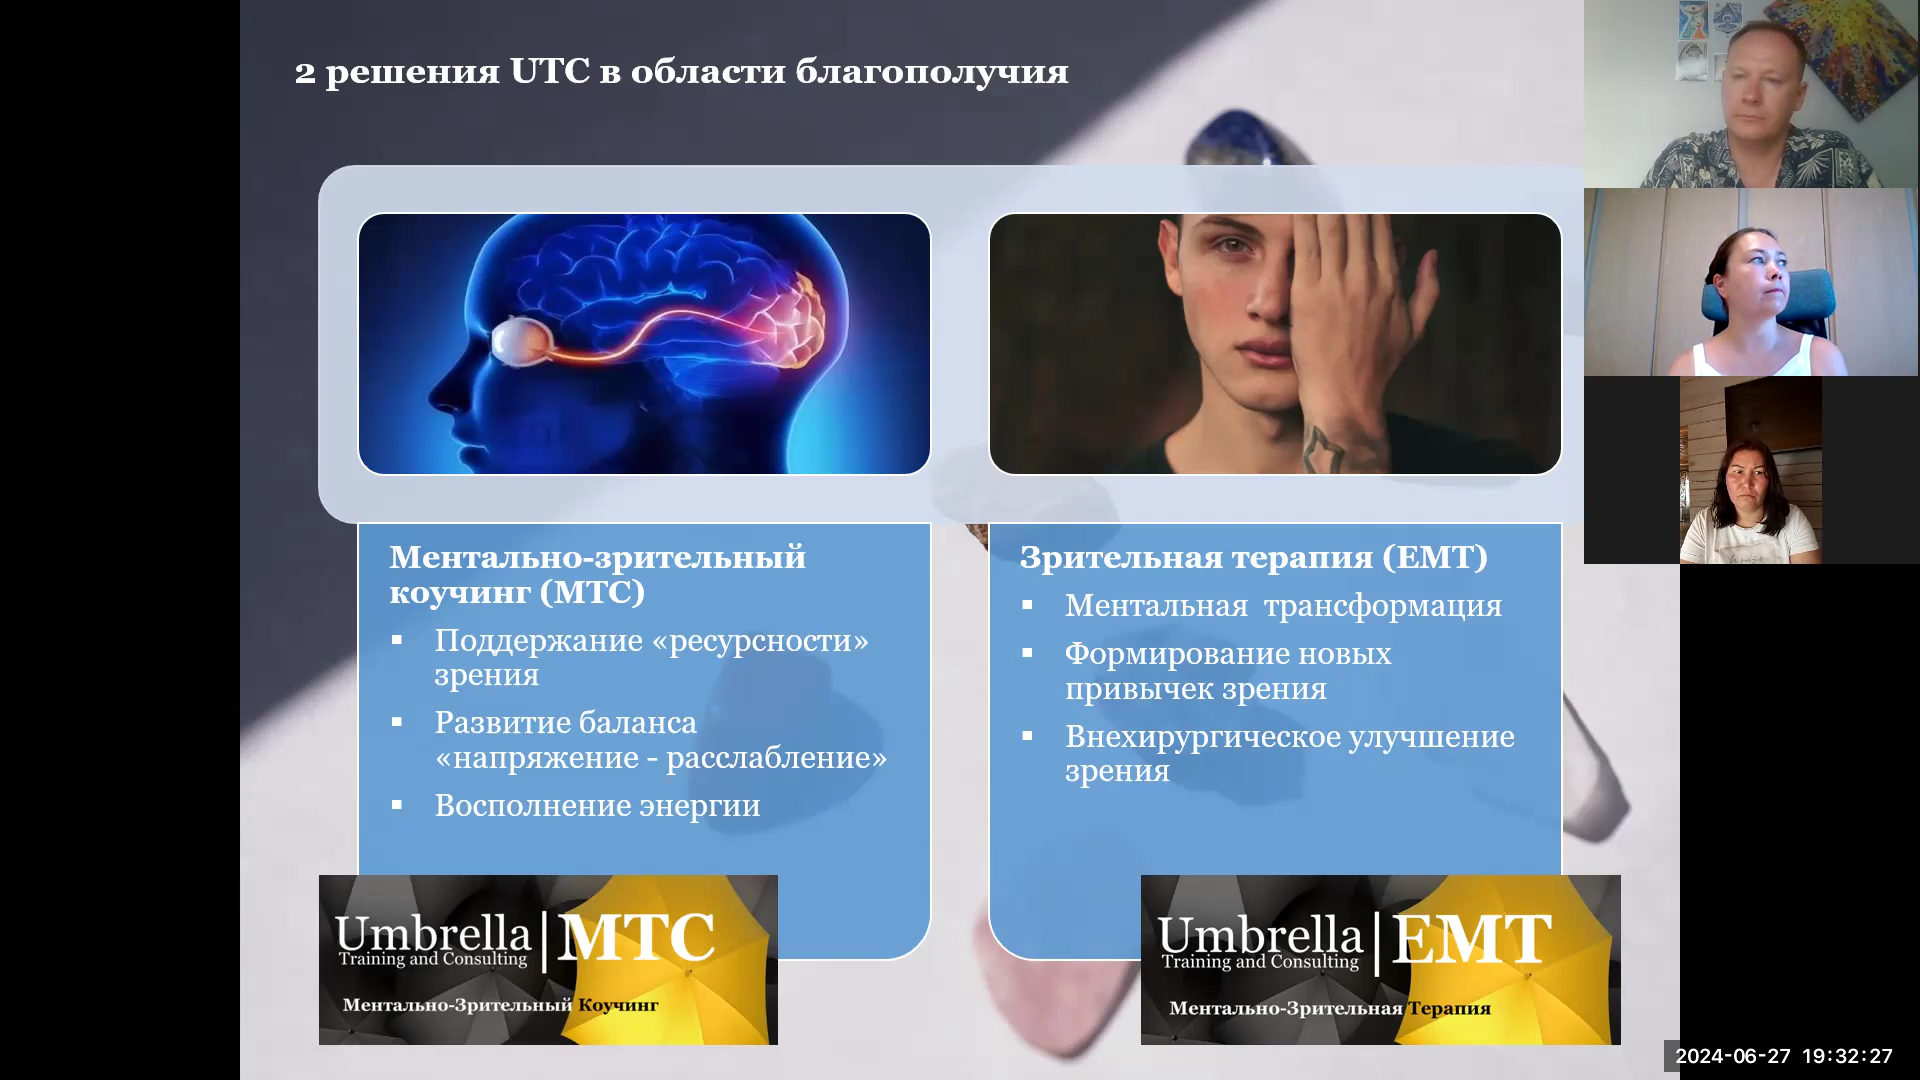 2 решения UTC в области благополучия
Ментально-зрительный
коучинг (МТС)
▪ Поддержание «ресурсности»
зрения
▪ Развитие баланса
«напряжение - расслабление»
▪ Восполнение энергии
Зрительная терапия (ЕМТ)
▪ Ментальная  трансформация
▪ Формирование новых
привычек зрения
▪ Внехирургическое улучшение
зрения
Umbrella|MTC
Training and Consulting
Ментально-Зрительный Коучинг
Umbrella|EMT
Training and Consulting
Ментально-Зрительная Терапия
2024-06-27 19:32:27